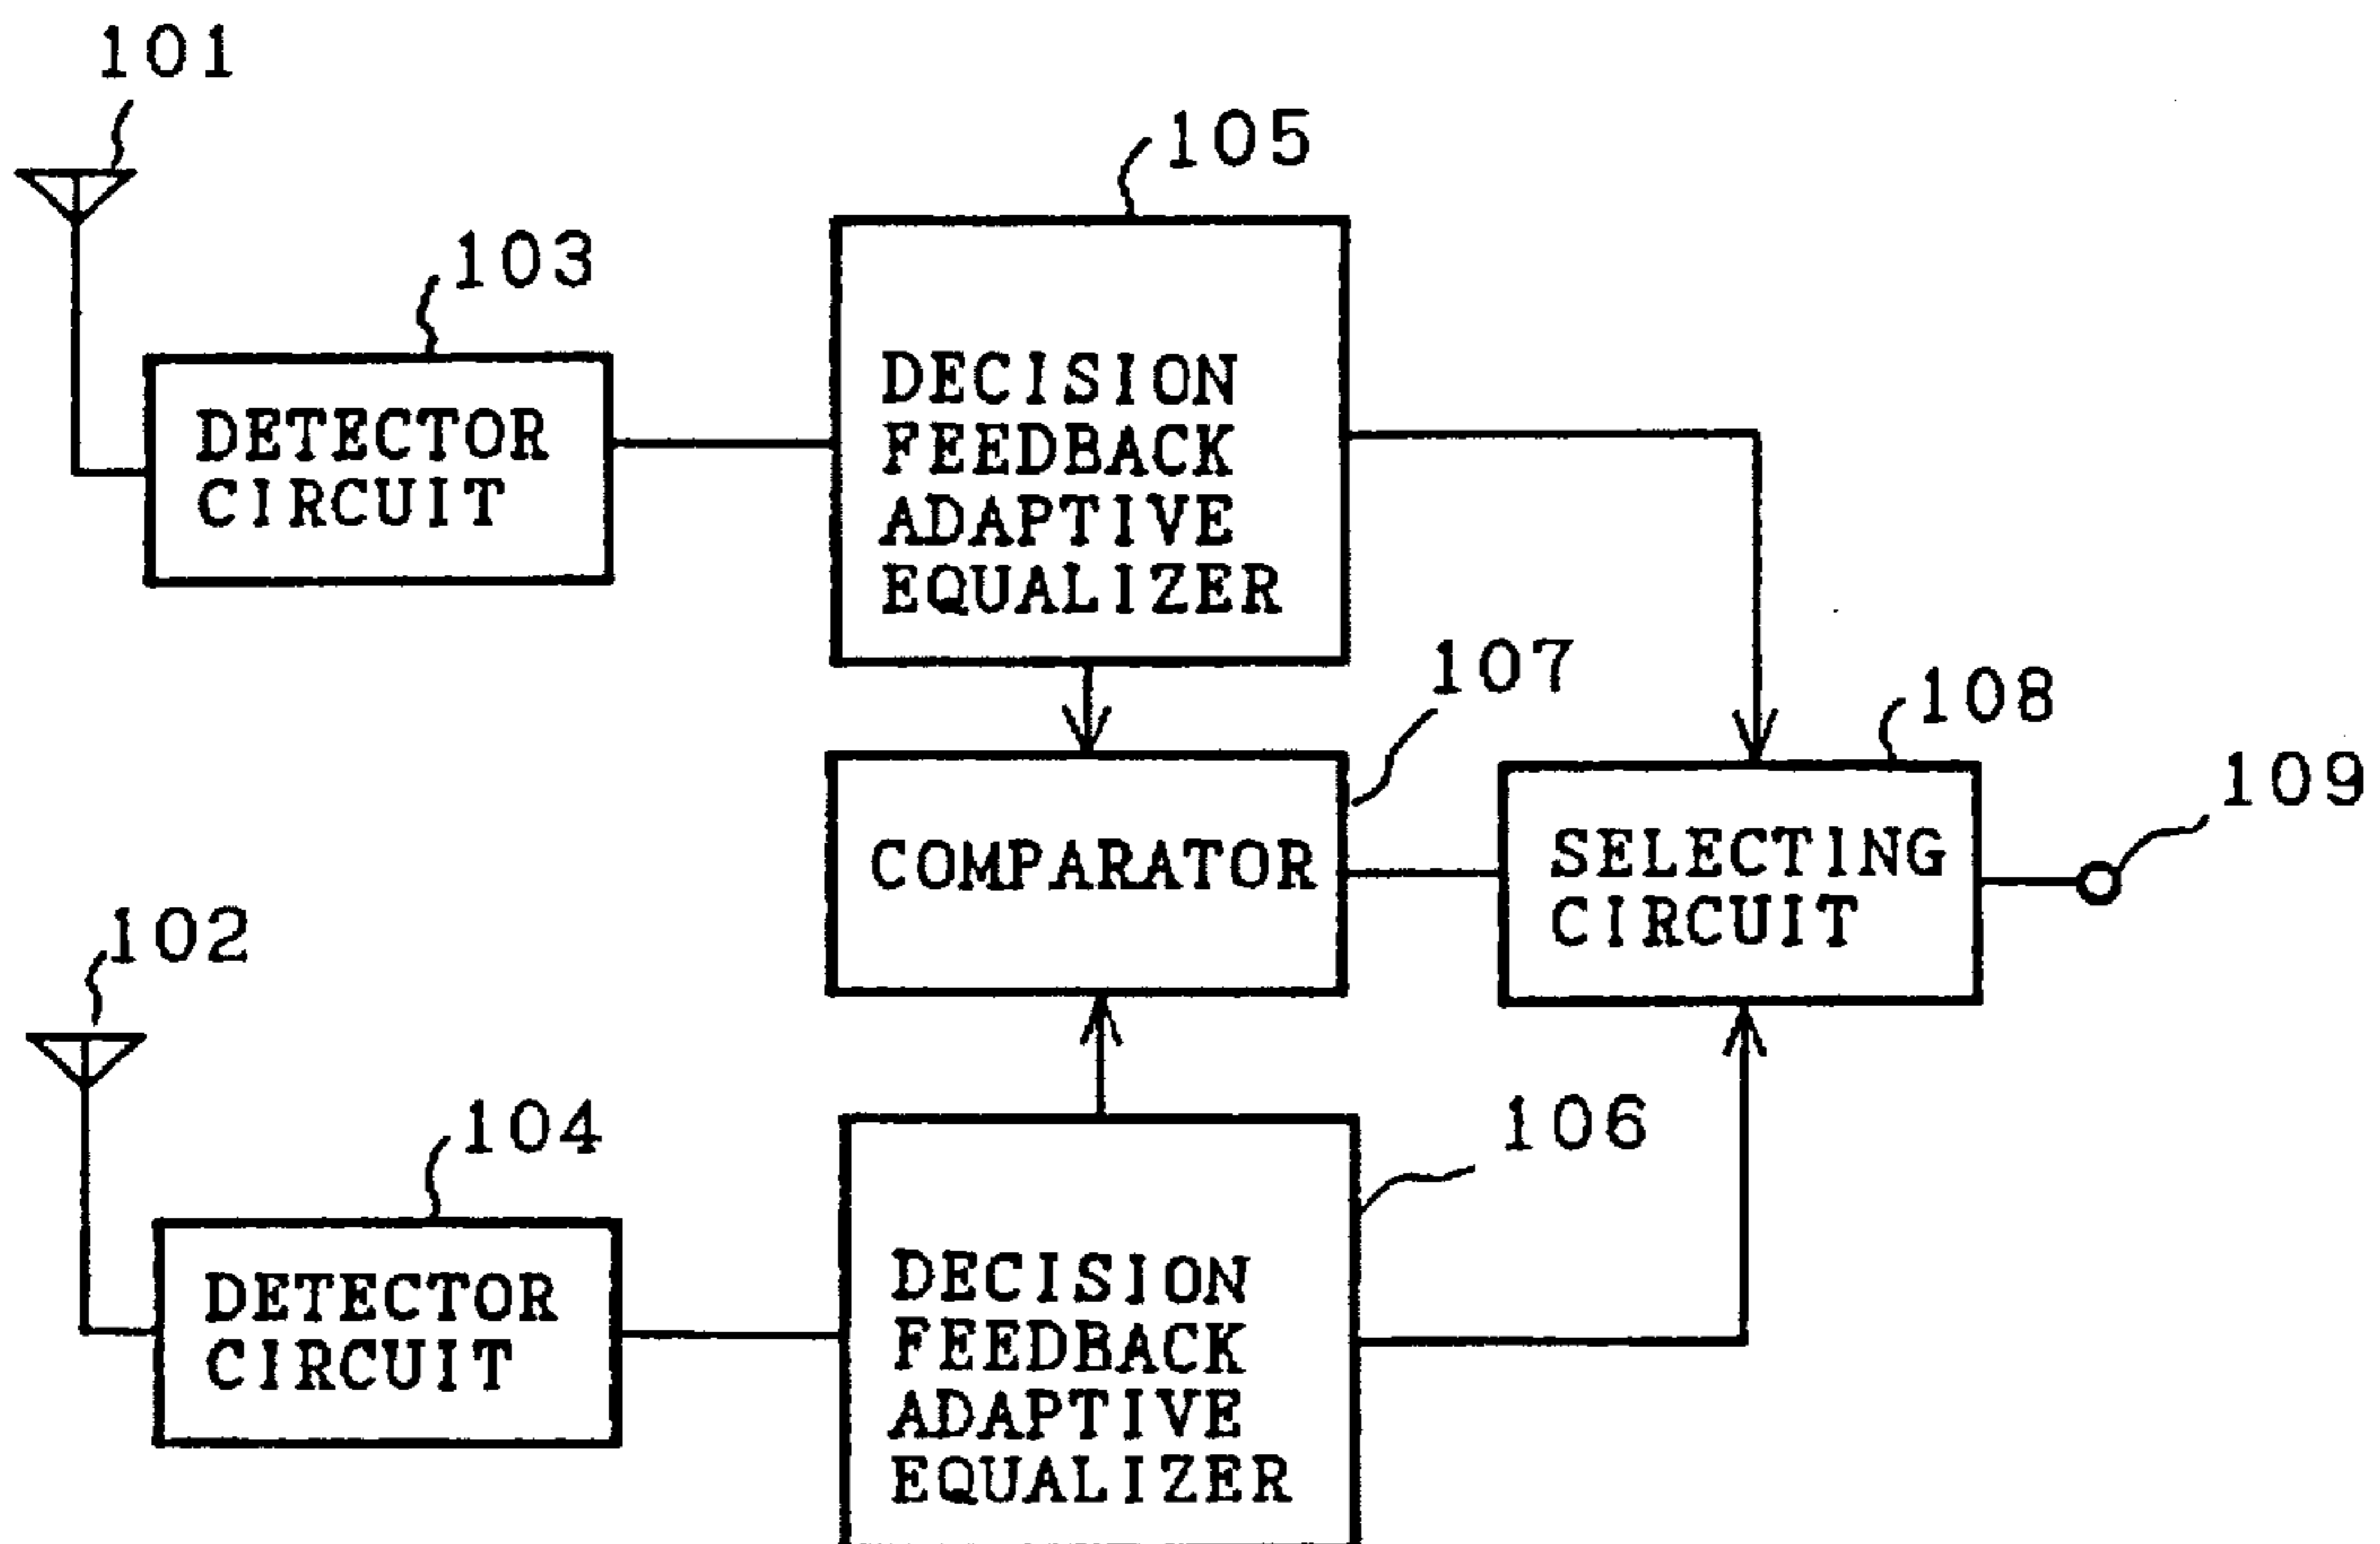 101
105
103
DECISION
FEEDBACK
ADAPTIVE
EQUALIZER
DETECTOR
CIRCUIT
107
108
109
COMPARATOR
SELECTING
CIRCUIT
102
104
106
DETECTOR
CIRCUIT
DECISION
FEEDBACK
ADAPTIVE
EQUALIZER